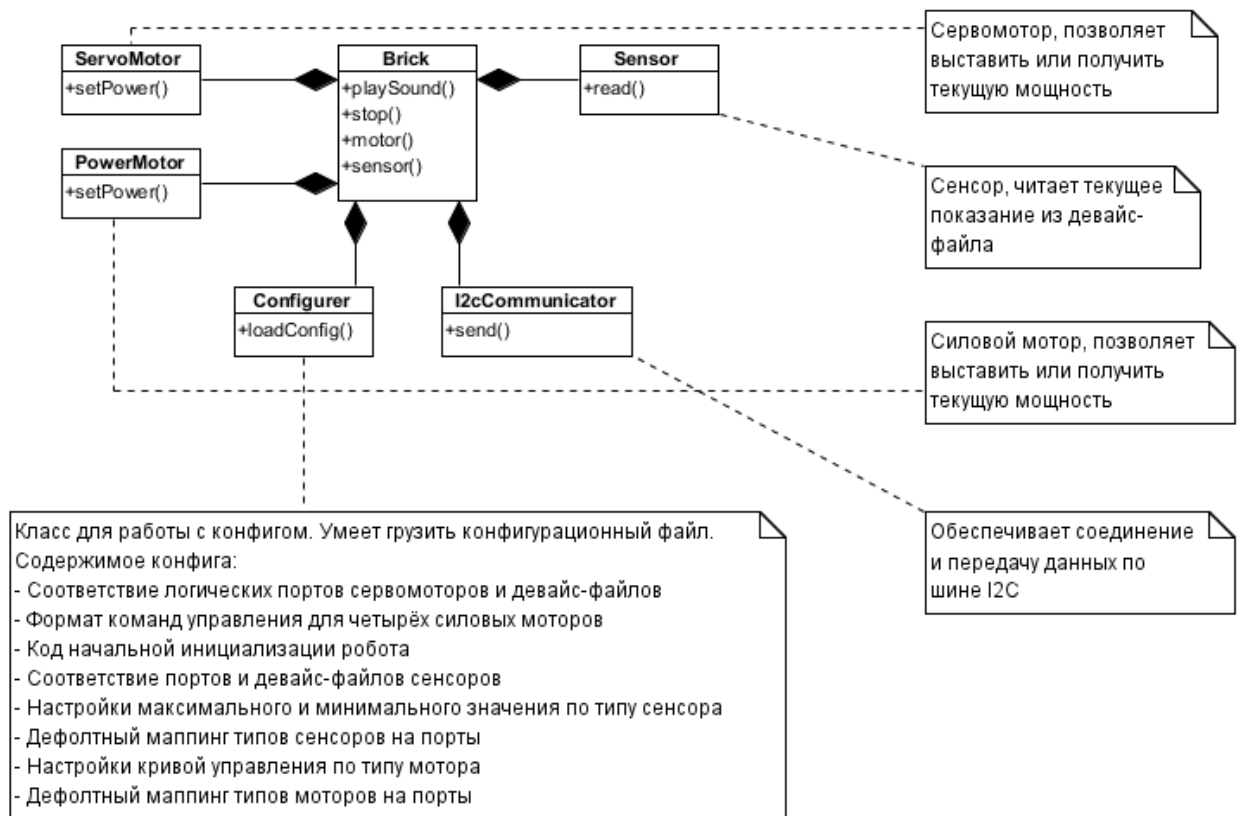 ServoMotor
+setPower()
PowerMotor
+setPower()
Brick
+playSound()
+stop()
+motor()
+sensor()
Sensor
+read()
Configurer
+loadConfig()
I2cCommunicator
+send()
Сервомотор, позволяет
выставить или получить
текущую мощность
Сенсор, читает текущее
показание из девайс-
файла
Силовой мотор, позволяет
выставить или получить
текущую мощность
Обеспечивает соединение
и передачу данных по
шине I2C
Класс для работы с конфигом. Умеет грузить конфигурационный файл.
Содержимое конфига:
- Соответствие логических портов сервомоторов и девайс-файлов
- Формат команд управления для четырёх силовых моторов
- Код начальной инициализации робота
- Соответствие портов и девайс-файлов сенсоров
- Настройки максимального и минимального значения по типу сенсора
- Дефолтный маппинг типов сенсоров на порты
- Настройки кривой управления по типу мотора
- Дефолтный маппинг типов моторов на порты